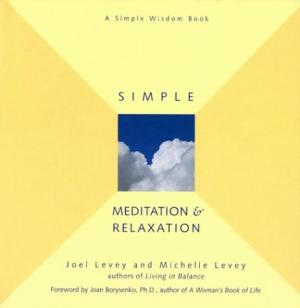 A Simple Wisdom Book
SIMPLE
MEDITATION &
RELAXATION
Joel Levey and Michelle Levey
authors of Living in Balance
Foreword by Joan Borysenko, Ph.D., author of A Woman's Book of Life